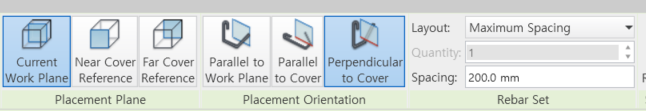 Current Work Plane
Near Cover Reference
Far Cover Reference
Parallel to Work Plane
Parallel to Cover
Perpendicular to Cover
Layout: Maximum Spacing
Quantity: 1
Spacing: 200.0 mm
Placement Plane
Placement Orientation
Rebar Set